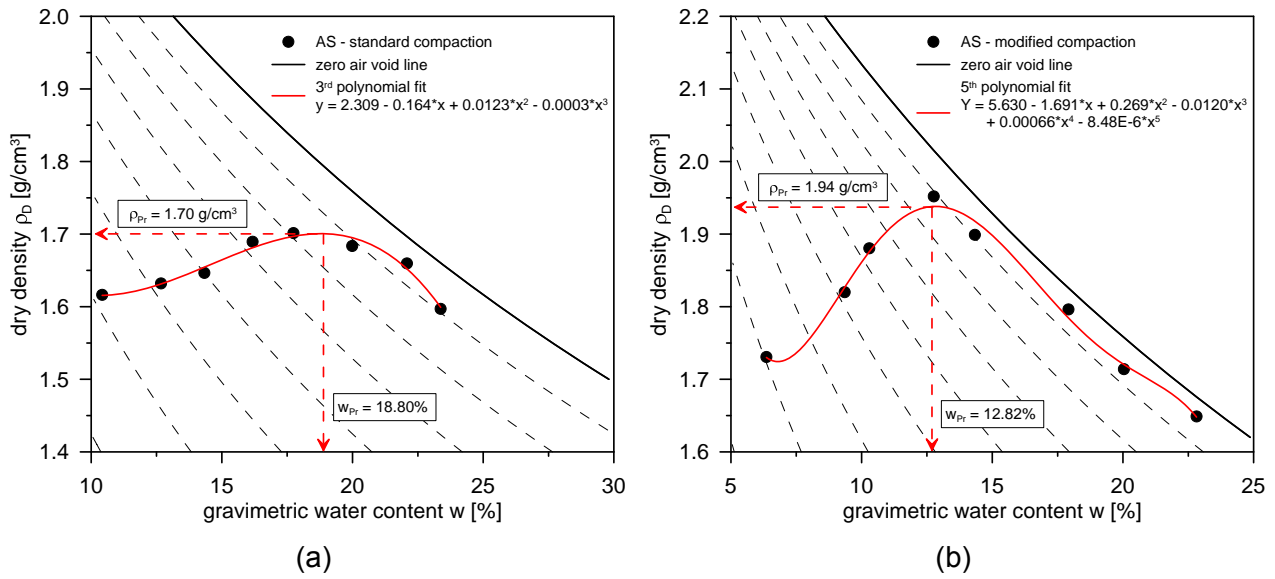 2.0
1.9
1.8
1.7
1.6
1.5
1.4
dry density ρD [g/cm³]
AS - standard compaction
zero air void line
3rd polynomial fit
y = 2.309 - 0.164*x + 0.0123*x² - 0.0003*x³
ρPr = 1.70 g/cm³
wPr = 18.80%
10 15 20 25 30
gravimetric water content w [%]
(a)
2.2
2.1
2.0
1.9
1.8
1.7
1.6
dry density ρD [g/cm³]
AS - modified compaction
zero air void line
5th polynomial fit
Y = 5.630 - 1.691*x + 0.269*x² - 0.0120*x³
+ 0.00066*x⁴ - 8.48E-6*x⁵
ρPr = 1.94 g/cm³
wPr = 12.82%
5 10 15 20 25
gravimetric water content w [%]
(b)